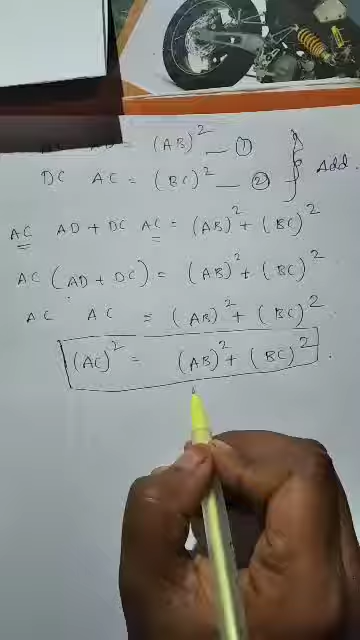 AD = (AB)² — ①
DC AC = (BC)² — ②
Add.
AC AD + DC AC = (AB)² + (BC)²
AC (AD + DC) = (AB)² + (BC)²
AC AC = (AB)² + (BC)²
(AC)² = (AB)² + (BC)².